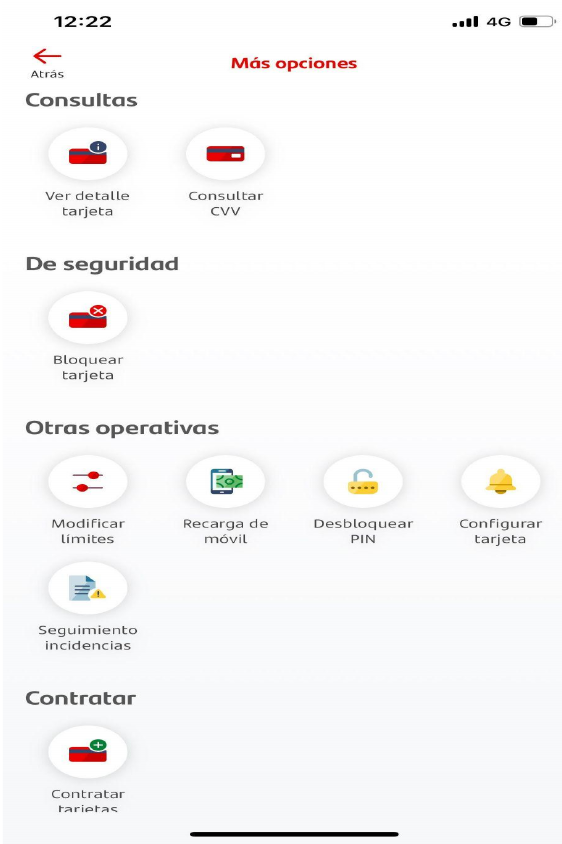 12:22
4G
Atrás
Más opciones
Consultas
Ver detalle
tarjeta
Consultar
CVV
De seguridad
Bloquear
tarjeta
Otras operativas
Modificar
límites
Recarga de
móvil
Desbloquear
PIN
Configurar
tarjeta
Seguimiento
incidencias
Contratar
Contratar
tarjetas